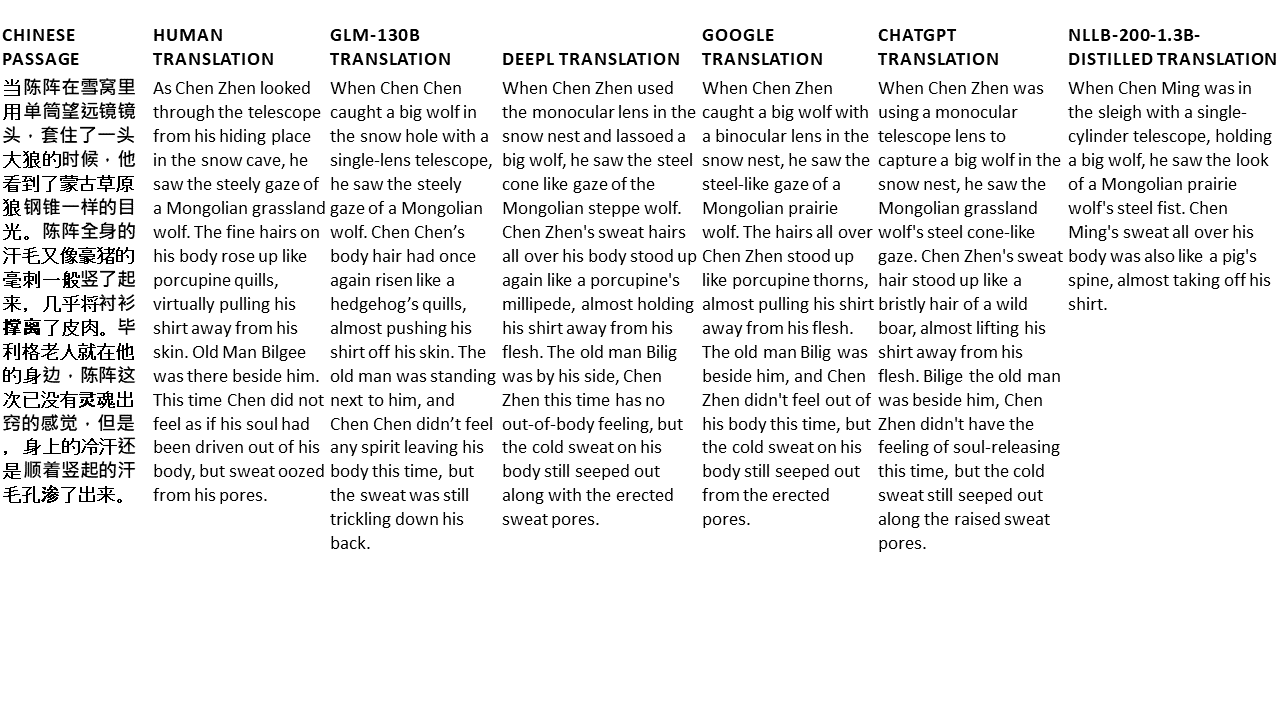 CHINESE
PASSAGE
当陈阵在雪窝里
用单筒望远镜镜
头，套住了一头
大狼的时候，他
看到了蒙古草原
狼钢锥一样的目
光。陈阵全身的
汗毛又像豪猪的
毫刺一般竖了起
来，几乎将衬衫
撑离了皮肉。毕
利格老人就在他
的身边，陈阵这
次已没有灵魂出
窍的感觉，但是
，身上的冷汗还
是顺着竖起的汗
毛孔渗了出来。
HUMAN
TRANSLATION
As Chen Zhen looked
through the telescope
from his hiding place
in the snow cave, he
saw the steely gaze of
a Mongolian grassland
wolf. The fine hairs on
his body rose up like
porcupine quills,
virtually pulling his
shirt away from his
skin. Old Man Bilgee
was there beside him.
This time Chen did not
feel as if his soul had
been driven out of his
body, but sweat oozed
from his pores.
GLM-130B
TRANSLATION
When Chen Chen
caught a big wolf in
the snow hole with a
single-lens telescope,
he saw the steely
gaze of a Mongolian
wolf. Chen Chen’s
body hair had once
again risen like a
hedgehog’s quills,
almost pushing his
shirt off his skin. The
old man was standing
next to him, and
Chen Chen didn’t feel
any spirit leaving his
body this time, but
the sweat was still
trickling down his
back.
DEEPL TRANSLATION
When Chen Zhen used
the monocular lens in the
snow nest and lassoed a
big wolf, he saw the steel
cone like gaze of the
Mongolian steppe wolf.
Chen Zhen's sweat hairs
all over his body stood up
again like a porcupine's
millipede, almost holding
his shirt away from his
flesh. The old man Bilig
was by his side, Chen
Zhen this time has no
out-of-body feeling, but
the cold sweat on his
body still seeped out
along with the erected
sweat pores.
GOOGLE
TRANSLATION
When Chen Zhen
caught a big wolf with
a binocular lens in the
snow nest, he saw the
steel-like gaze of a
Mongolian prairie
wolf. The hairs all over
Chen Zhen stood up
like porcupine thorns,
almost pulling his shirt
away from his flesh.
The old man Bilig was
beside him, and Chen
Zhen didn't feel out of
his body this time, but
the cold sweat on his
body still seeped out
from the erected
pores.
CHATGPT
TRANSLATION
When Chen Zhen was
using a monocular
telescope lens to
capture a big wolf in the
snow nest, he saw the
Mongolian grassland
wolf's steel cone-like
gaze. Chen Zhen's sweat
hair stood up like a
bristly hair of a wild
boar, almost lifting his
shirt away from his
flesh. Bilige the old man
was beside him, Chen
Zhen didn't have the
feeling of soul-releasing
this time, but the cold
sweat still seeped out
along the raised sweat
pores.
NLLB-200-1.3B-
DISTILLED TRANSLATION
When Chen Ming was in
the sleigh with a single-
cylinder telescope, holding
a big wolf, he saw the look
of a Mongolian prairie
wolf's steel fist. Chen
Ming's sweat all over his
body was also like a pig's
spine, almost taking off his
shirt.